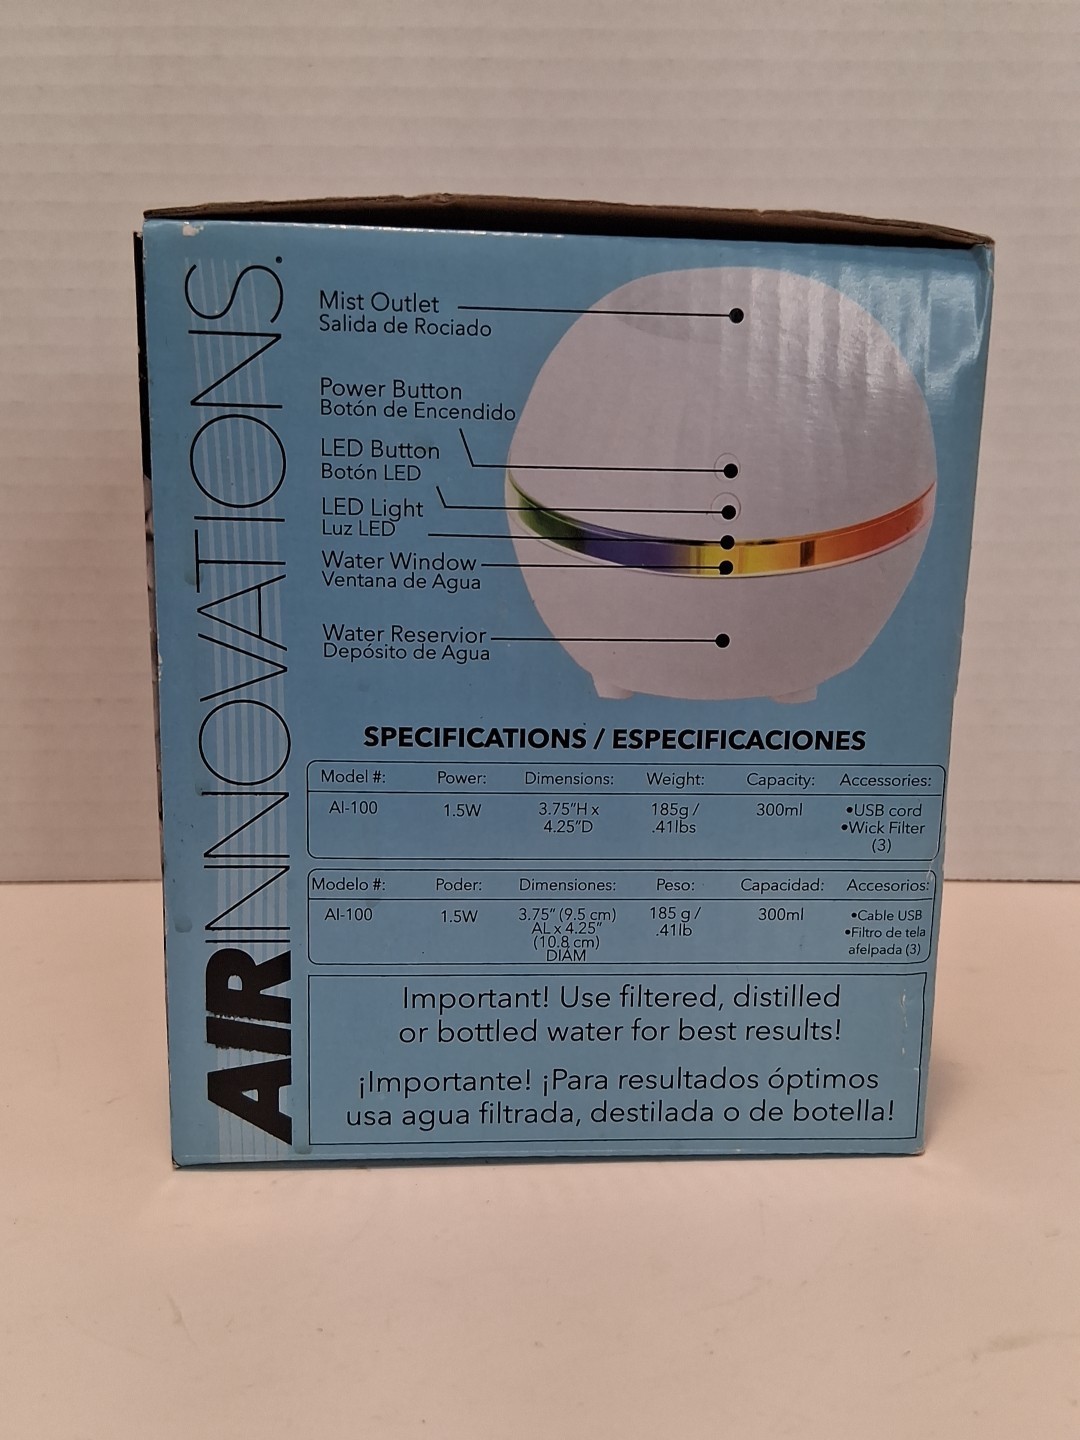 AIRINNOVATIONS.
Mist Outlet
Salida de Rociado
Power Button
Botón de Encendido
LED Button
Botón LED
LED Light
Luz LED
Water Window
Ventana de Agua
Water Reservior
Depósito de Agua
SPECIFICATIONS / ESPECIFICACIONES
Model #: Power: Dimensions: Weight: Capacity: Accessories:
AI-100 1.5W 3.75"H x 185g / 300ml •USB cord
4.25"D .41lbs •Wick Filter
(3)
Modelo #: Poder: Dimensiones: Peso: Capacidad: Accesorios:
AI-100 1.5W 3.75" (9.5 cm) 185 g / 300ml •Cable USB
AL x 4.25" .41lb •Filtro de tela
(10.8 cm) afelpada (3)
DIÁM
Important! Use filtered, distilled
or bottled water for best results!
¡Importante! ¡Para resultados óptimos
usa agua filtrada, destilada o de botella!